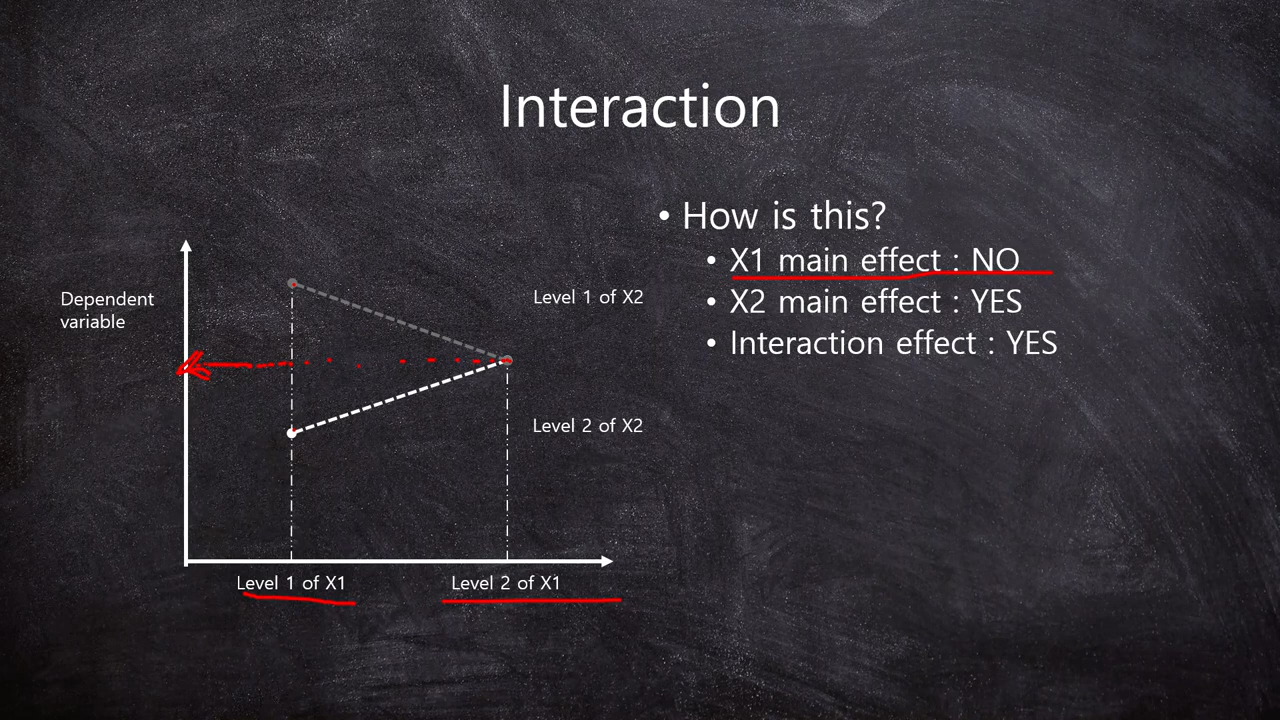 Interaction
• How is this?
• X1 main effect : NO
• X2 main effect : YES
• Interaction effect : YES
Dependent
variable
Level 1 of X2
Level 2 of X2
Level 1 of X1
Level 2 of X1